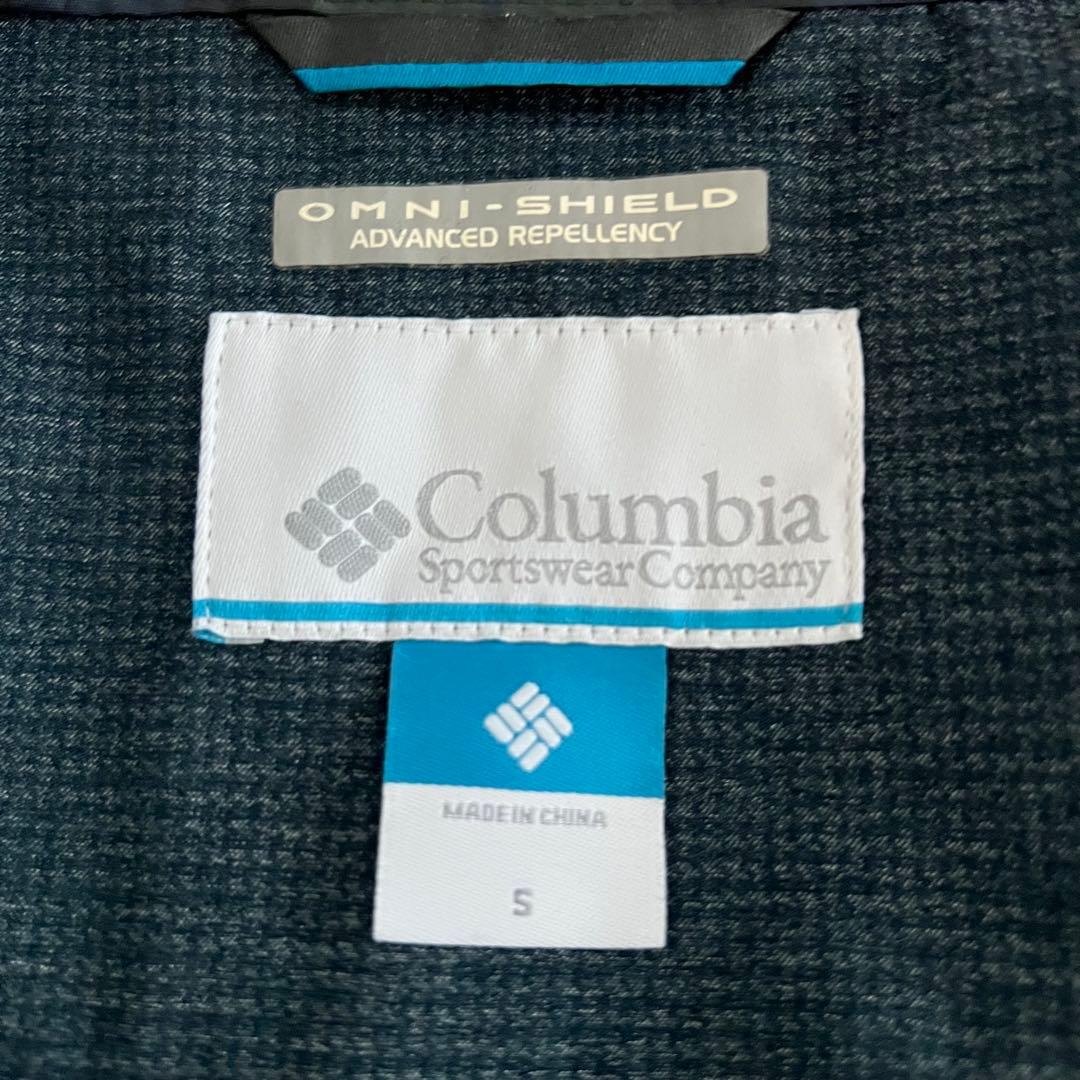 OMNI-SHIELD
ADVANCED REPELLENCY
Columbia
Sportswear Company
MADE IN CHINA
S